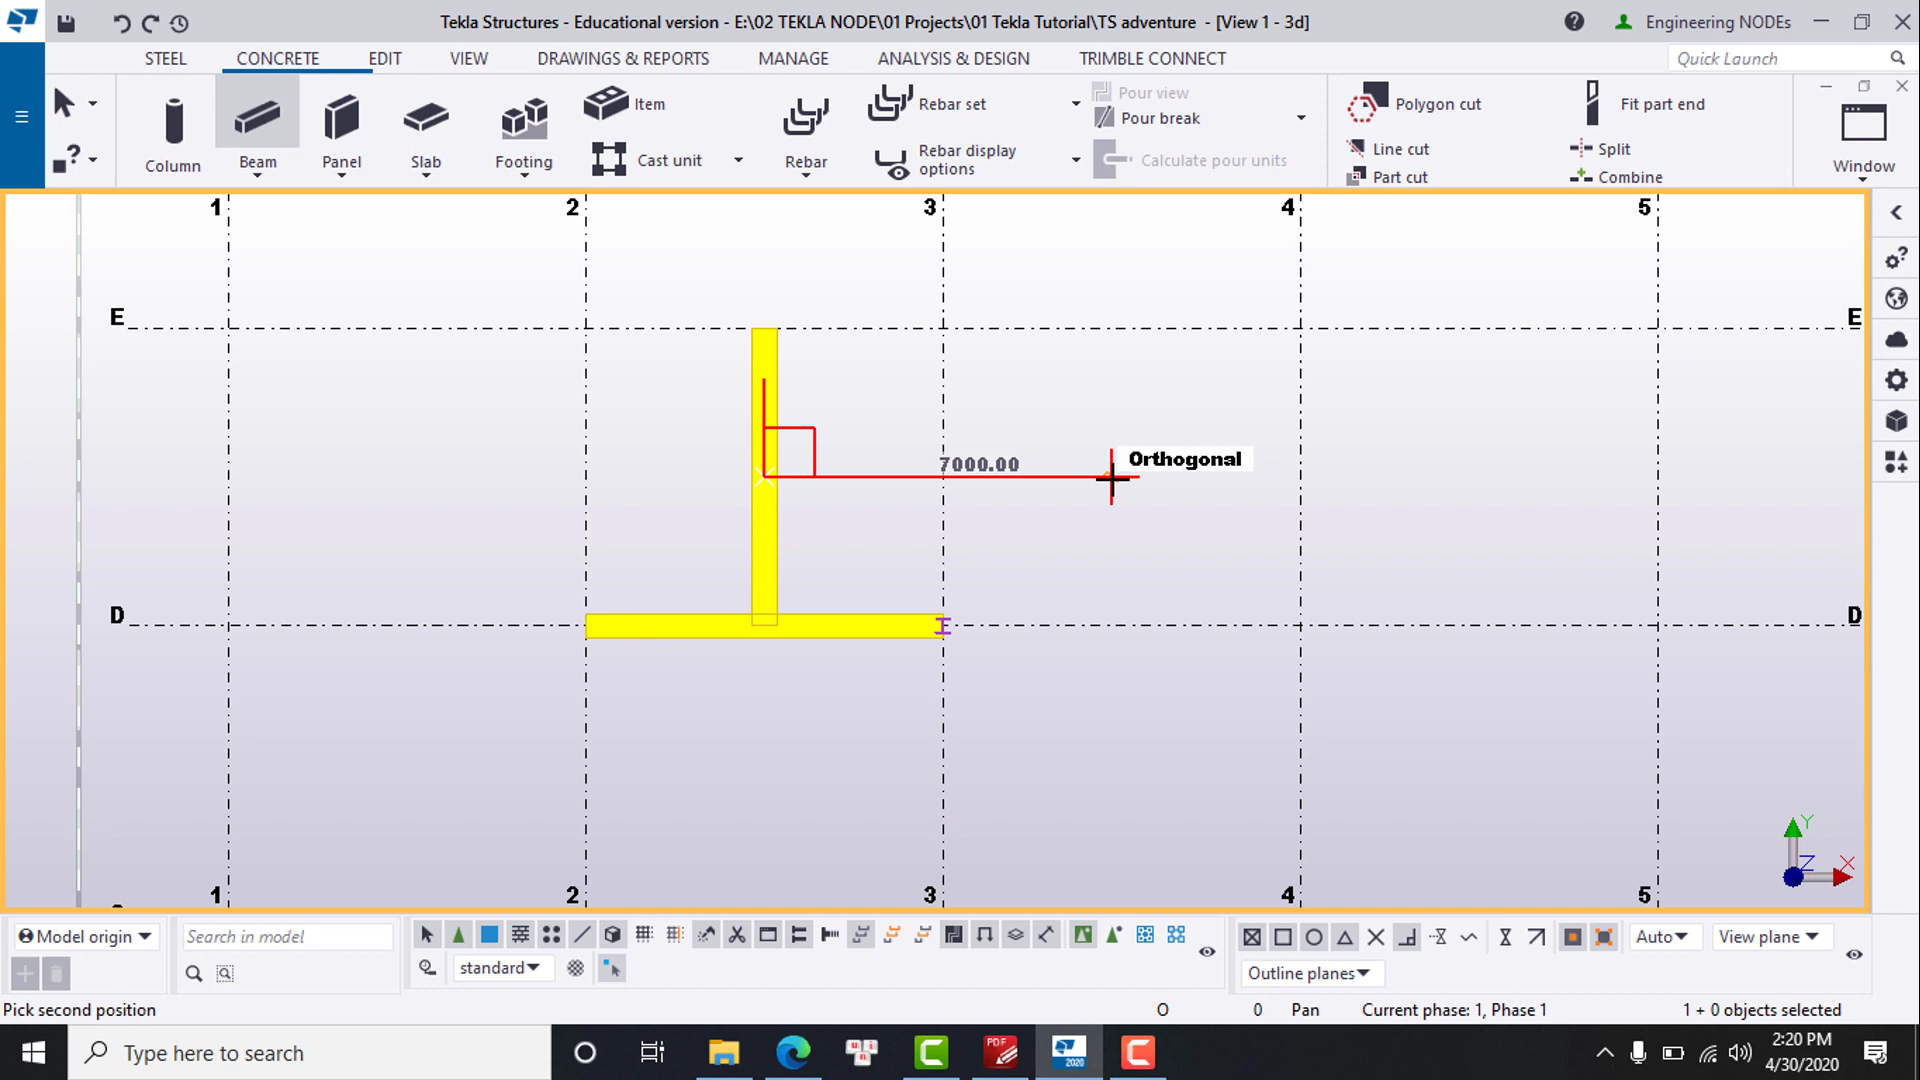 Tekla Structures - Educational version - E:\02 TEKLA NODE\01 Projects\01 Tekla Tutorial\TS adventure - [View 1 - 3d]
Engineering NODEs
STEEL
CONCRETE
EDIT
VIEW
DRAWINGS & REPORTS
MANAGE
ANALYSIS & DESIGN
TRIMBLE CONNECT
Quick Launch
Column
Beam
Panel
Slab
Footing
Item
Cast unit
Rebar
Rebar set
Rebar display
options
Pour view
Pour break
Calculate pour units
Polygon cut
Line cut
Part cut
Fit part end
Split
Combine
Window
1
2
3
4
5
E
E
7000.00
Orthogonal
D
D
Y
Z
X
1
2
3
4
5
Model origin
Search in model
standard
Auto
View plane
Outline planes
Pick second position
O
0
Pan
Current phase: 1, Phase 1
1 + 0 objects selected
Type here to search
PDF
2020
2:20 PM
4/30/2020